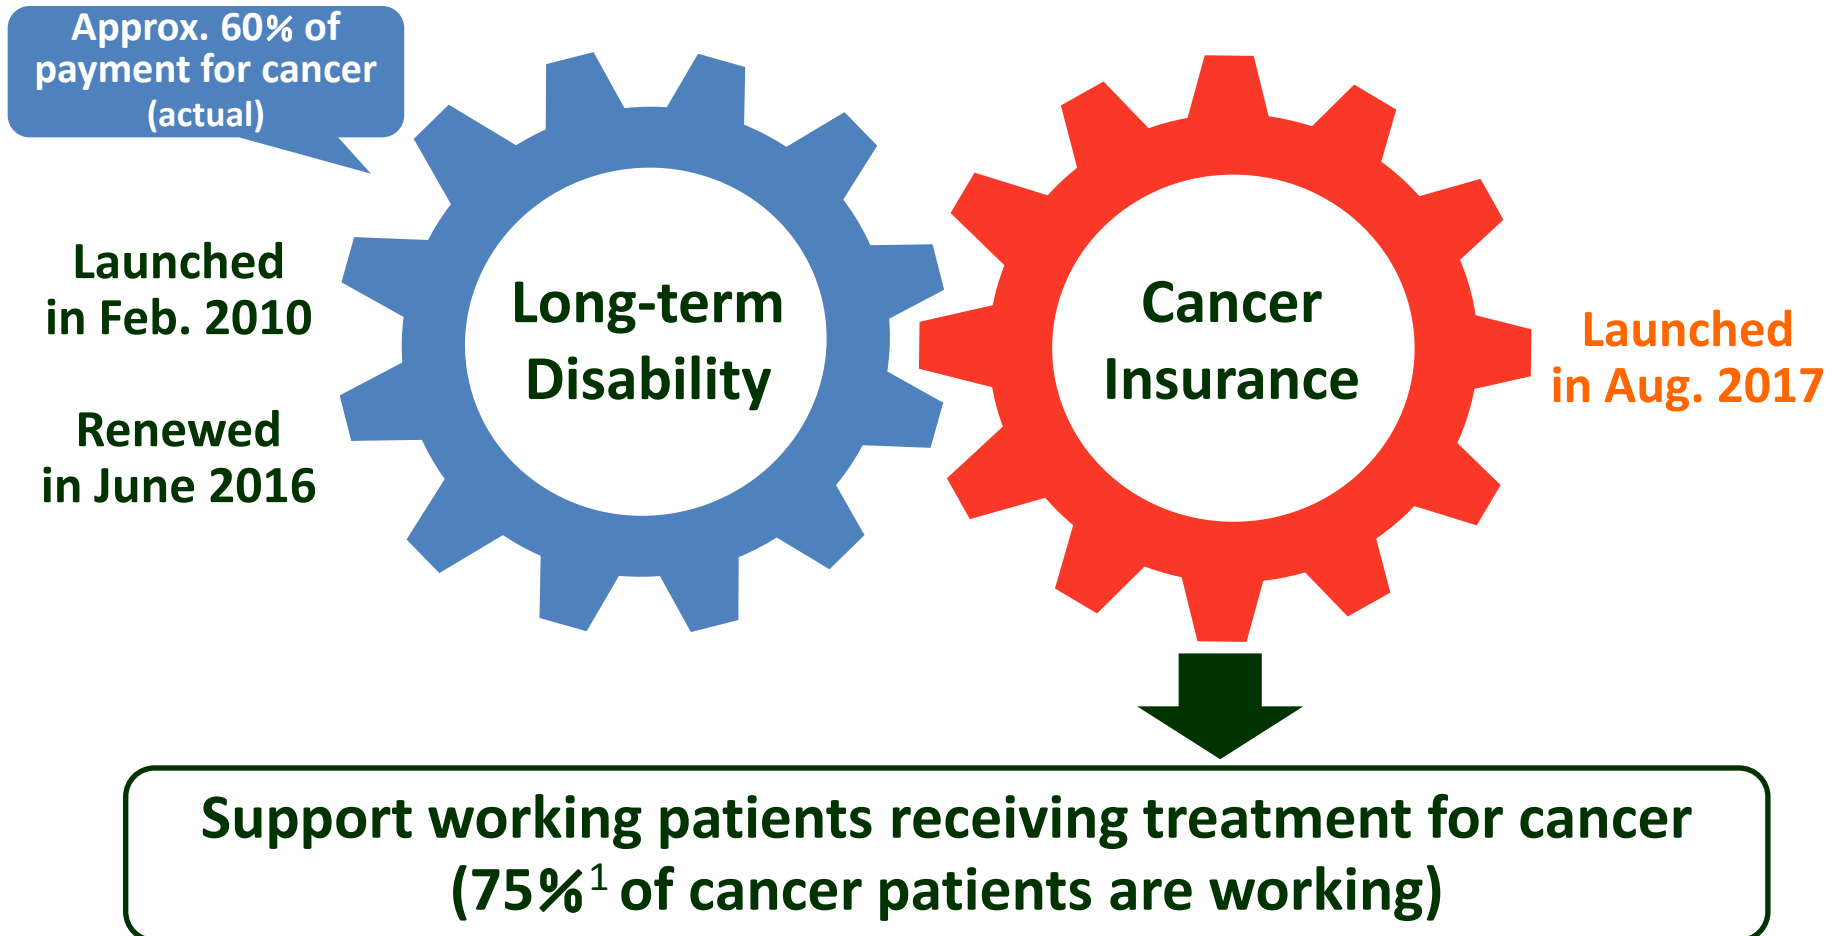 Approx. 60% of
payment for cancer
(actual)
Launched
in Feb. 2010
Renewed
in June 2016
Long-term
Disability
Cancer
Insurance
Launched
in Aug. 2017
Support working patients receiving treatment for cancer
(75%¹ of cancer patients are working)